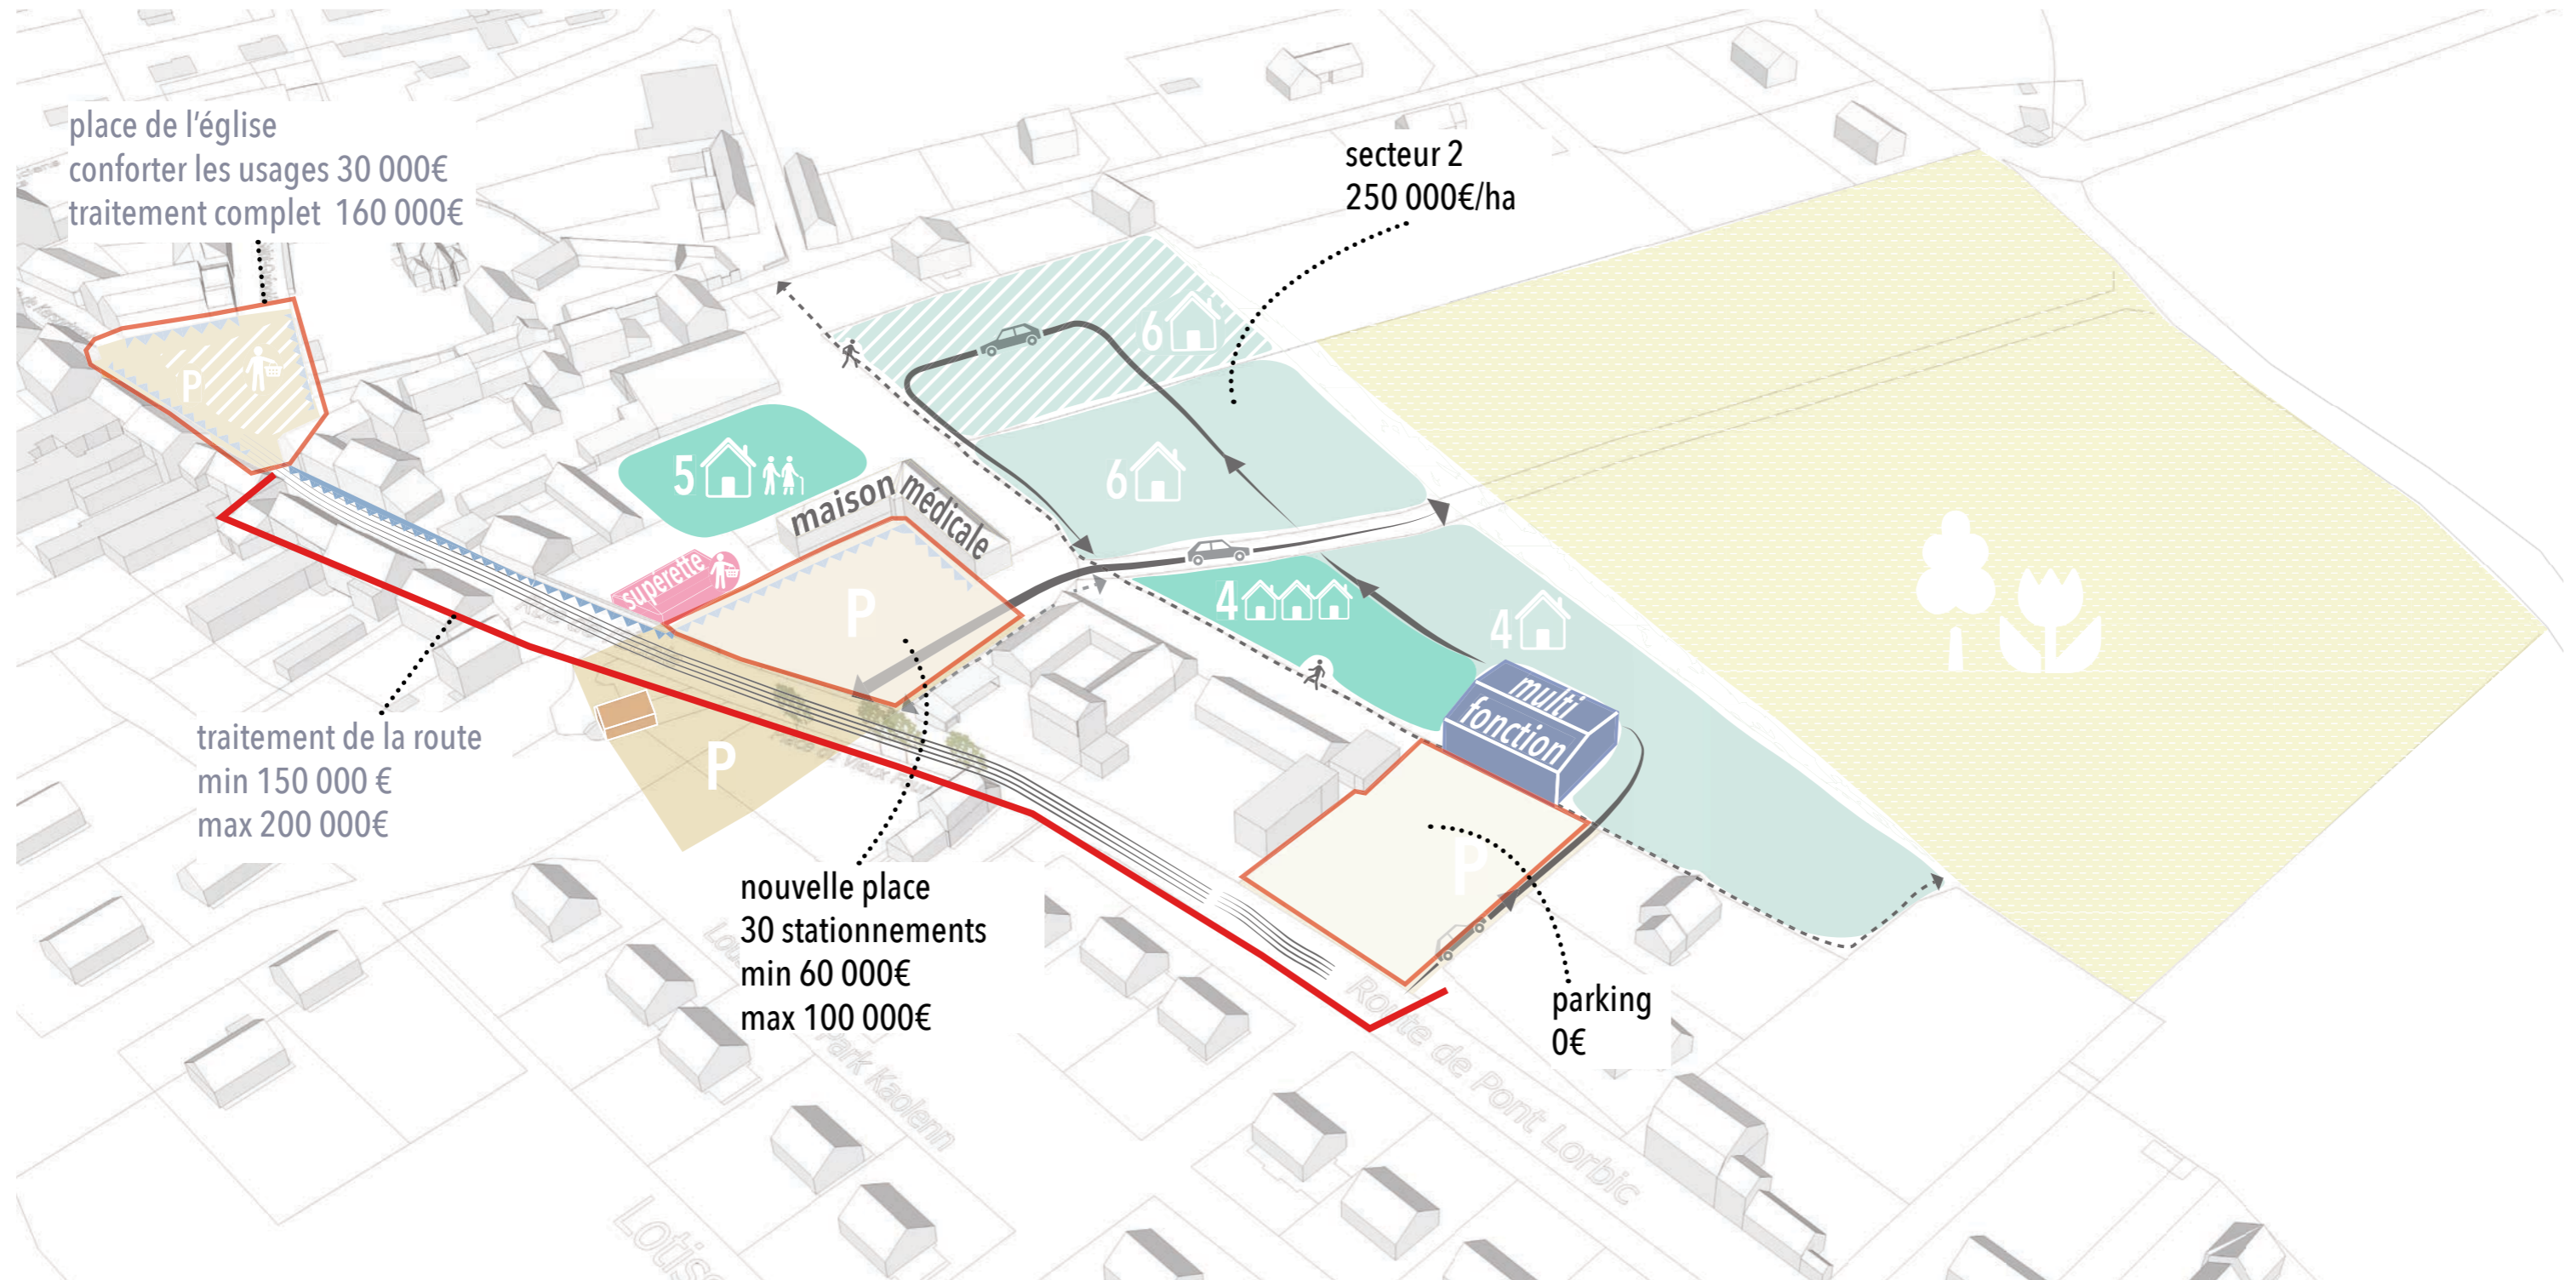 place de l'église
conforter les usages 30 000€
traitement complet  160 000€
secteur 2
250 000€/ha
P
6
6
5
maison médicale
supérette
P
4
4
multi
fonction
P
traitement de la route
min 150 000 €
max 200 000€
nouvelle place
30 stationnements
min 60 000€
max 100 000€
P
parking
0€
Route de Pont Lorbic
Park Kaolenn